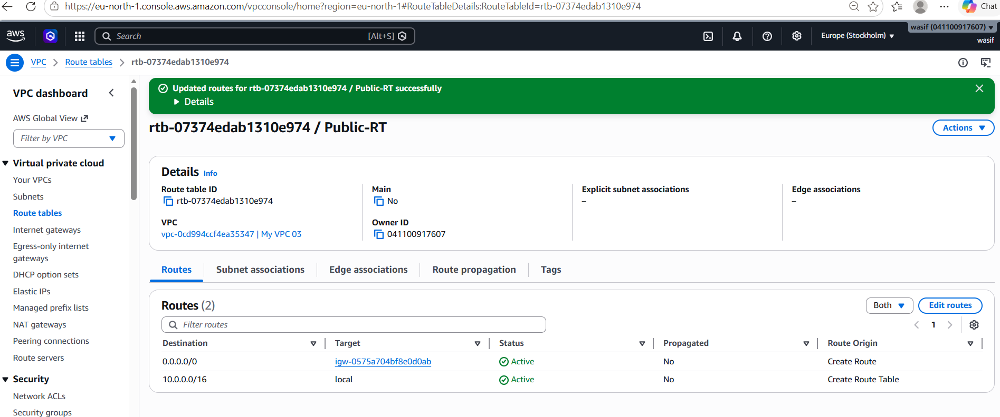 https://eu-north-1.console.aws.amazon.com/vpcconsole/home?region=eu-north-1#RouteTableDetails:RouteTableId=rtb-07374edab1310e974
Chat
aws
Search
[Alt+S]
Europe (Stockholm)
wasif (041100917607)
wasif
VPC
Route tables
rtb-07374edab1310e974
VPC dashboard
AWS Global View
Filter by VPC
Virtual private cloud
Your VPCs
Subnets
Route tables
Internet gateways
Egress-only internet
gateways
DHCP option sets
Elastic IPs
Managed prefix lists
NAT gateways
Peering connections
Route servers
Security
Network ACLs
Security groups
Updated routes for rtb-07374edab1310e974 / Public-RT successfully
Details
rtb-07374edab1310e974 / Public-RT
Actions
Details Info
Route table ID
rtb-07374edab1310e974
Main
No
Explicit subnet associations
–
Edge associations
–
VPC
vpc-0cd994ccf4ea35347 | My VPC 03
Owner ID
041100917607
Routes Subnet associations Edge associations Route propagation Tags
Routes (2)
Both
Edit routes
Filter routes
1
Destination Target Status Propagated Route Origin
0.0.0.0/0 igw-0575a704bf8e0d0ab Active No Create Route
10.0.0.0/16 local Active No Create Route Table